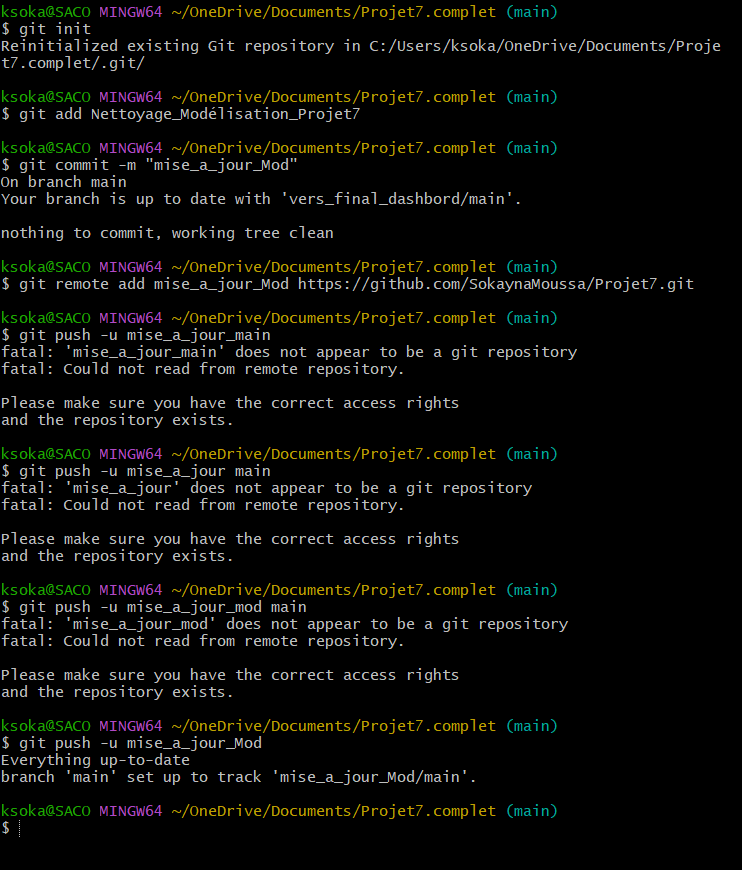 ksoka@SACO MINGW64 ~/OneDrive/Documents/Projet7.complet (main)
$ git init
Reinitialized existing Git repository in C:/Users/ksoka/OneDrive/Documents/Proje
t7.complet/.git/

ksoka@SACO MINGW64 ~/OneDrive/Documents/Projet7.complet (main)
$ git add Nettoyage_Modélisation_Projet7

ksoka@SACO MINGW64 ~/OneDrive/Documents/Projet7.complet (main)
$ git commit -m "mise_a_jour_Mod"
On branch main
Your branch is up to date with 'vers_final_dashbord/main'.

nothing to commit, working tree clean

ksoka@SACO MINGW64 ~/OneDrive/Documents/Projet7.complet (main)
$ git remote add mise_a_jour_Mod https://github.com/SokaynaMoussa/Projet7.git

ksoka@SACO MINGW64 ~/OneDrive/Documents/Projet7.complet (main)
$ git push -u mise_a_jour_main
fatal: 'mise_a_jour_main' does not appear to be a git repository
fatal: Could not read from remote repository.

Please make sure you have the correct access rights
and the repository exists.

ksoka@SACO MINGW64 ~/OneDrive/Documents/Projet7.complet (main)
$ git push -u mise_a_jour main
fatal: 'mise_a_jour' does not appear to be a git repository
fatal: Could not read from remote repository.

Please make sure you have the correct access rights
and the repository exists.

ksoka@SACO MINGW64 ~/OneDrive/Documents/Projet7.complet (main)
$ git push -u mise_a_jour_mod main
fatal: 'mise_a_jour_mod' does not appear to be a git repository
fatal: Could not read from remote repository.

Please make sure you have the correct access rights
and the repository exists.

ksoka@SACO MINGW64 ~/OneDrive/Documents/Projet7.complet (main)
$ git push -u mise_a_jour_Mod
Everything up-to-date
branch 'main' set up to track 'mise_a_jour_Mod/main'.

ksoka@SACO MINGW64 ~/OneDrive/Documents/Projet7.complet (main)
$